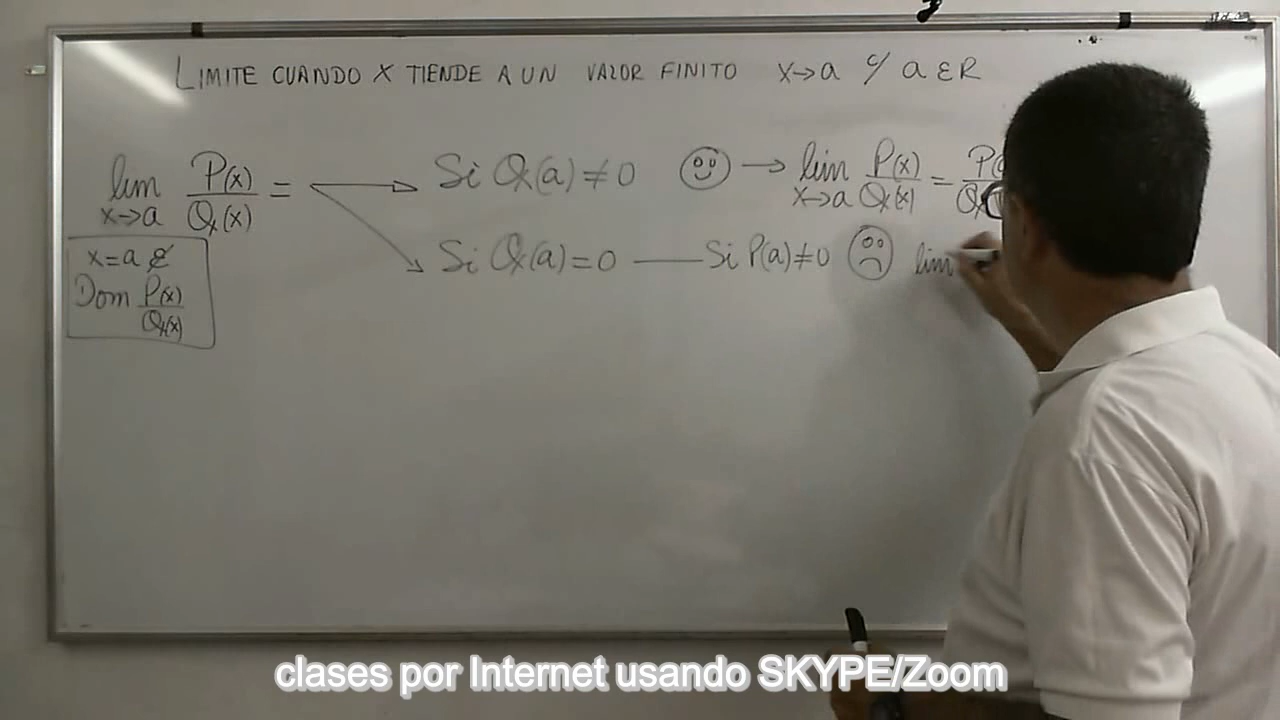 LIMITE CUANDO X TIENDE A UN VALOR FINITO x→a c/ a ε R
lim x→a P(x)/Q(x) =
Si Q(a)≠0 → lim x→a P(x)/Q(x) =
Si Q(a)=0 — Si P(a)≠0 lim
x=a ∉
Dom P(x)/Q(x)
clases por Internet usando SKYPE/Zoom